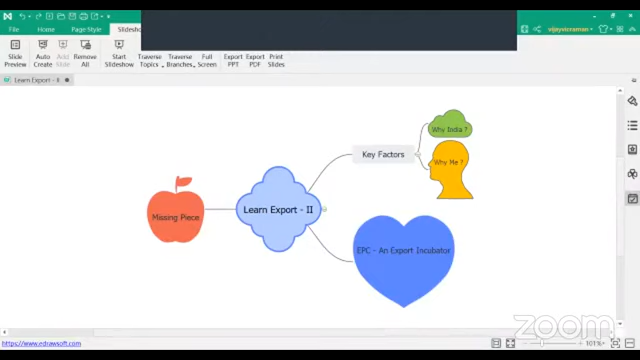 File Home Page Style Slidesho
vijayvicraman
Slide Preview
Auto Create
Add Slide
Remove All
Start Slideshow
Traverse Topics
Traverse Branches
Full Screen
Export PPT
Export PDF
Print Slides
Learn Export - II
Why India ?
Key Factors
Why Me ?
Learn Export - II
Missing Piece
EPC - An Export Incubator
zoom
https://www.edrawsoft.com
101%